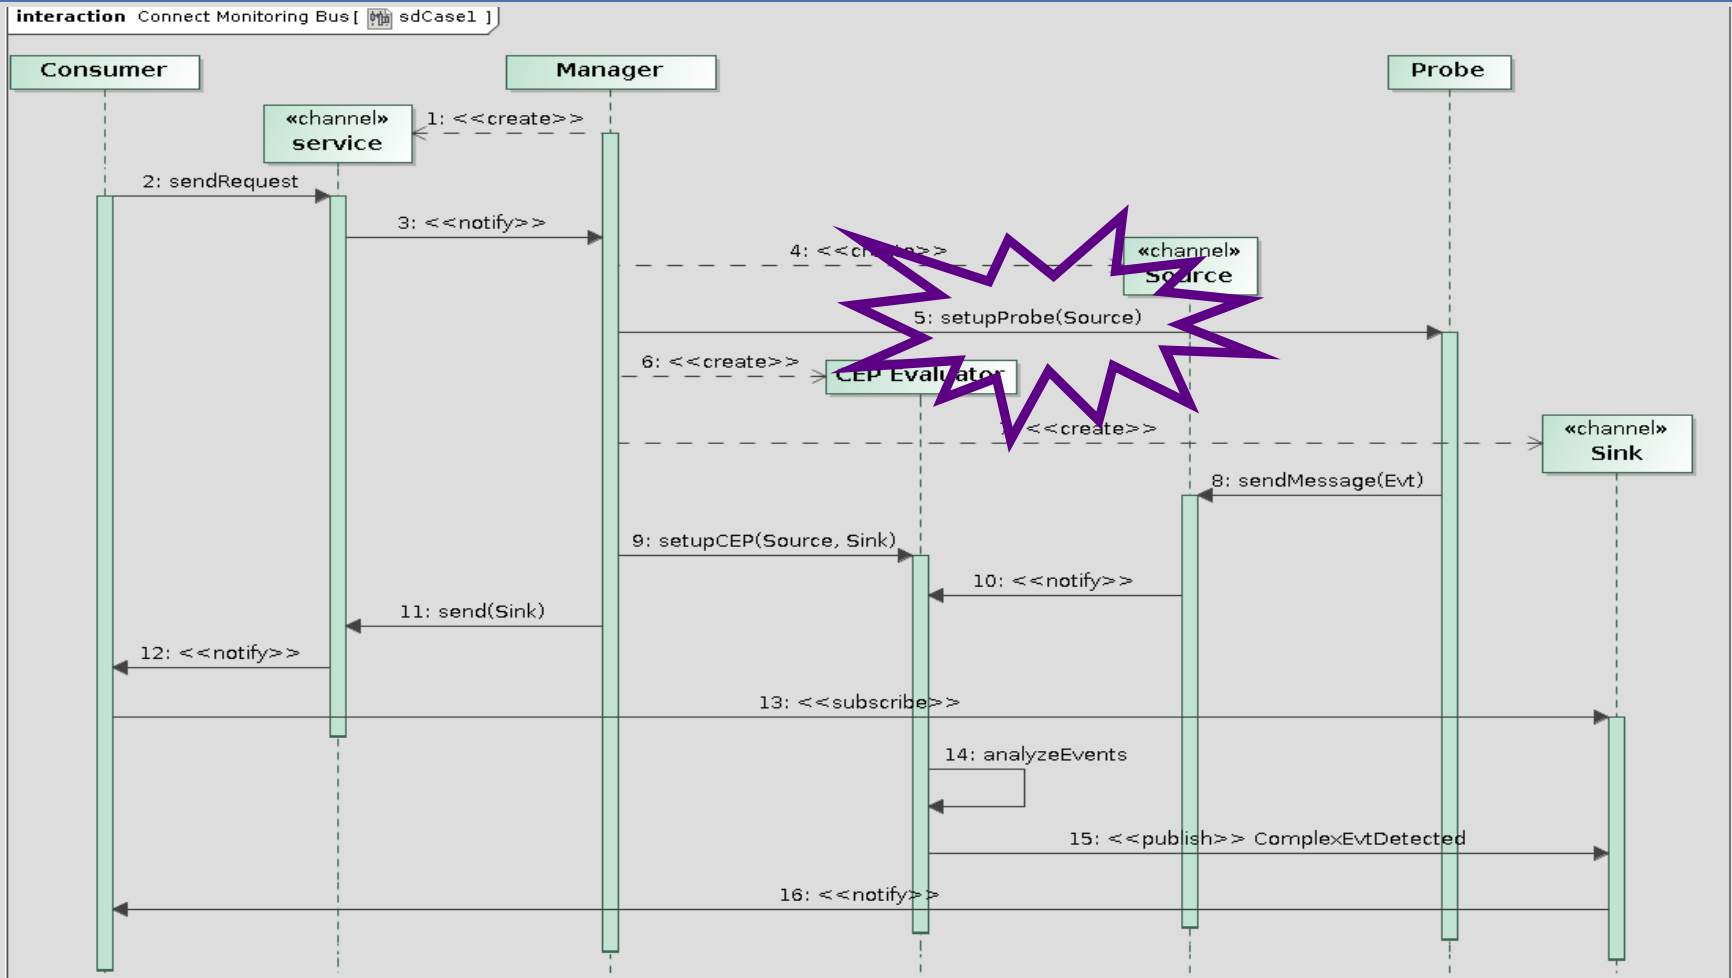 interaction Connect Monitoring Bus[ sdCase1 ]
Consumer
Manager
Probe
«channel»
service
1: <<create>>
2: sendRequest
3: <<notify>>
4: <<create>>
«channel»
Source
5: setupProbe(Source)
6: <<create>>
CEP Evaluator
<<create>>
«channel»
Sink
8: sendMessage(Evt)
9: setupCEP(Source, Sink)
10: <<notify>>
11: send(Sink)
12: <<notify>>
13: <<subscribe>>
14: analyzeEvents
15: <<publish>> ComplexEvtDetected
16: <<notify>>